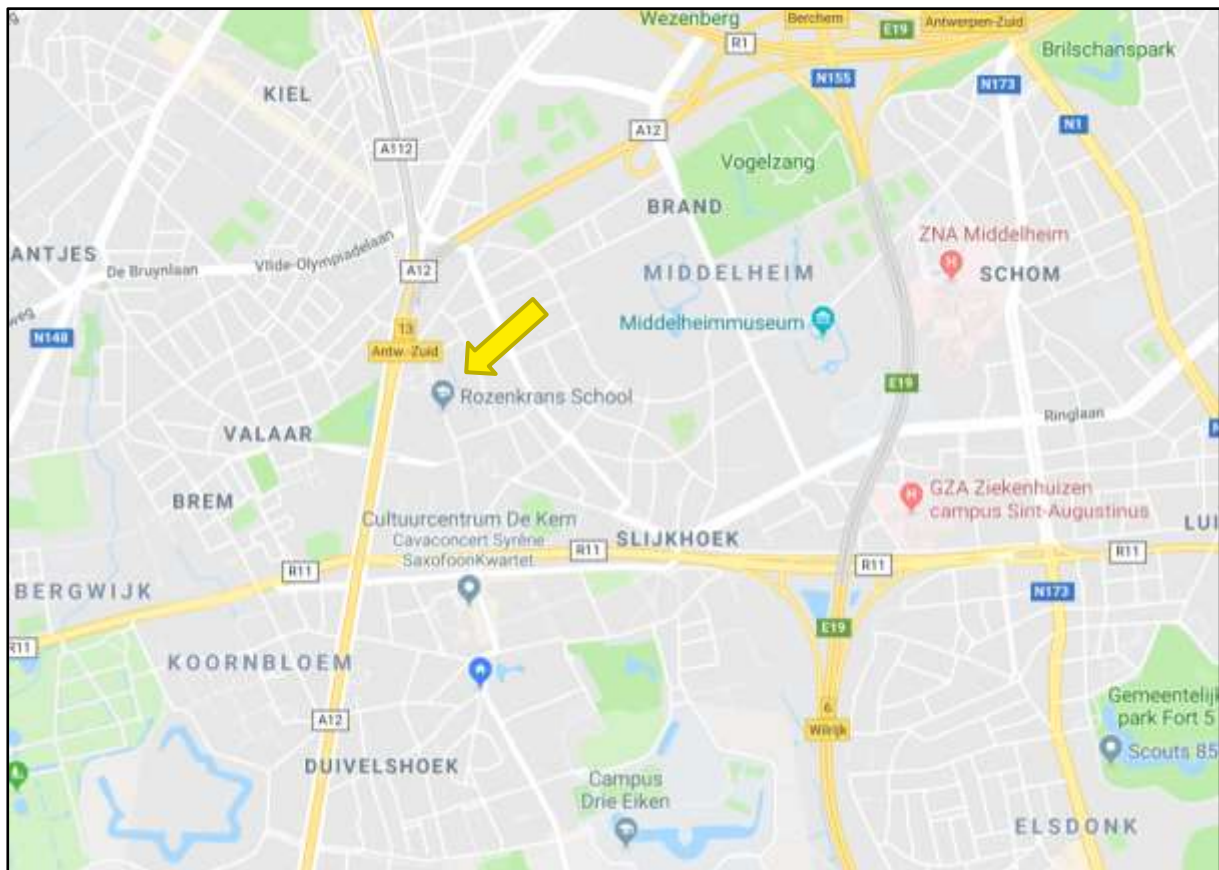 Wezenberg
Berchem
E19
Antwerpen-Zuid
R1
Brilschanspark
N155
N173
KIEL
A12
N1
A112
Vogelzang
BRAND
ZNA Middelheim
ANTJES
De Bruynlaan
A12
MIDDELHEIM
SCHOM
weg
N148
13
Antw. Zuid
Middelheimmuseum
E19
Rozenkrans School
Ringlaan
VALAAR
BREM
GZA Ziekenhuizen
campus Sint-Augustinus
Cultuurcentrum De Kern
Cavaconcert Syrène
SaxofoonKwartet
R11
SLIJKHOEK
LUI
R11
R11
R11
BERGWIJK
N173
E19
R11
KOORNBLOEM
Gemeentelijk
park Fort 5
A12
6
Wilrijk
Scouts 85
DUIVELSHOEK
Campus
Drie Eiken
ELSDONK